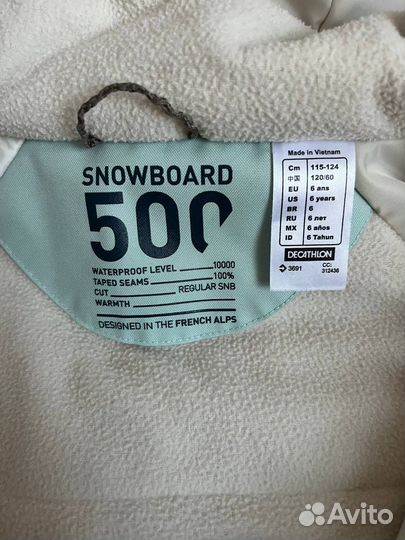 SNOWBOARD
500
WATERPROOF LEVEL 10000
TAPED SEAMS 100%
CUT REGULAR SNB
WARMTH
DESIGNED IN THE FRENCH ALPS
Made in Vietnam
Cm 115-124
中国 120/60
EU 6 ans
US 6 years
BR 6
RU 6 лет
MX 6 años
ID 6 Tahun
DECATHLON
3691 CC:
312436
Avito